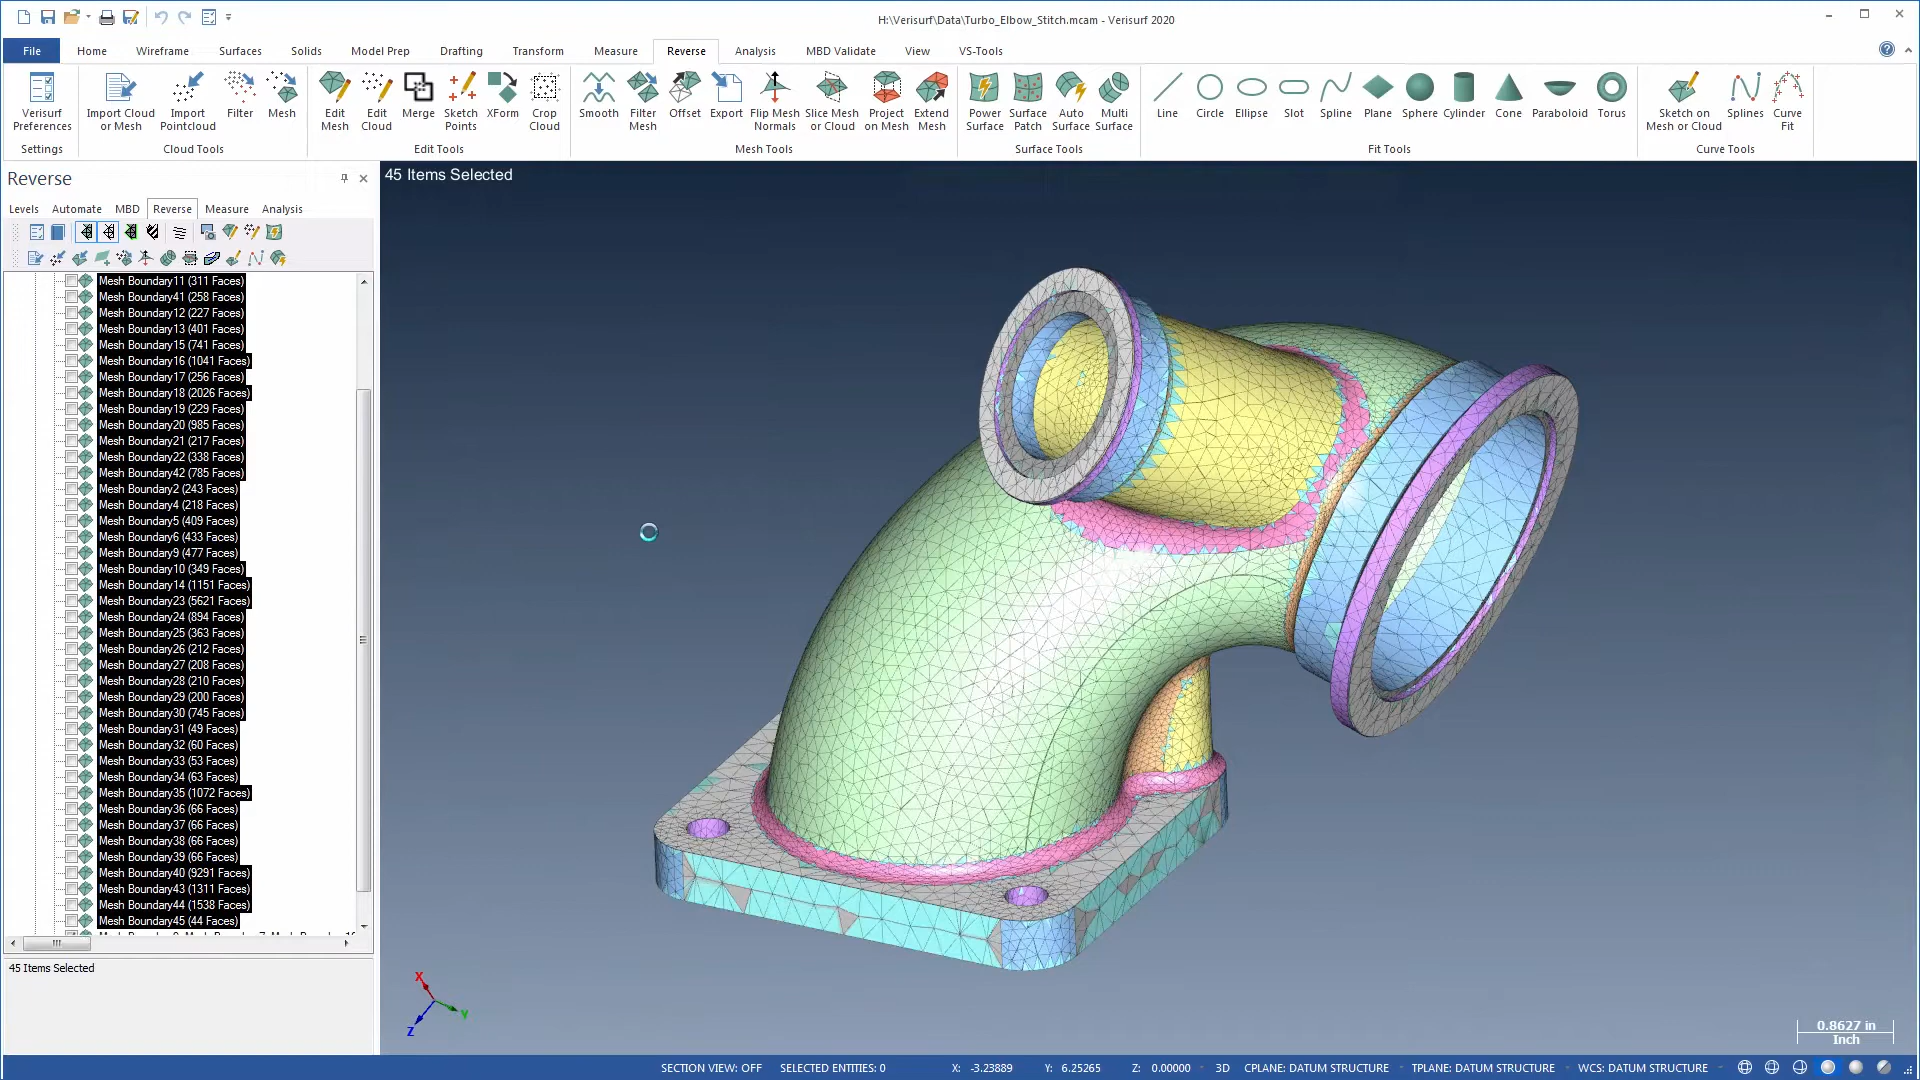 H:\Verisurf\Data\Turbo_Elbow_Stitch.mcam - Verisurf 2020
File Home Wireframe Surfaces Solids Model Prep Drafting Transform Measure Reverse Analysis MBD Validate View VS-Tools
Verisurf Preferences
Import Cloud or Mesh
Import Pointcloud
Filter
Mesh
Edit Mesh
Edit Cloud
Merge
Sketch Points
XForm
Crop Cloud
Smooth
Filter Mesh
Offset
Export
Flip Mesh Normals
Slice Mesh or Cloud
Project on Mesh
Extend Mesh
Power Surface
Surface Patch
Auto Surface
Multi Surface
Line
Circle
Ellipse
Slot
Spline
Plane
Sphere
Cylinder
Cone
Paraboloid
Torus
Sketch on Mesh or Cloud
Splines
Curve Fit
Settings
Cloud Tools
Edit Tools
Mesh Tools
Surface Tools
Fit Tools
Curve Tools
Reverse
Levels Automate MBD Reverse Measure Analysis
Mesh Boundary11 (311 Faces)
Mesh Boundary41 (258 Faces)
Mesh Boundary12 (227 Faces)
Mesh Boundary13 (401 Faces)
Mesh Boundary15 (741 Faces)
Mesh Boundary16 (1041 Faces)
Mesh Boundary17 (256 Faces)
Mesh Boundary18 (2026 Faces)
Mesh Boundary19 (229 Faces)
Mesh Boundary20 (985 Faces)
Mesh Boundary21 (217 Faces)
Mesh Boundary22 (338 Faces)
Mesh Boundary42 (785 Faces)
Mesh Boundary2 (243 Faces)
Mesh Boundary4 (218 Faces)
Mesh Boundary5 (409 Faces)
Mesh Boundary6 (433 Faces)
Mesh Boundary9 (477 Faces)
Mesh Boundary10 (349 Faces)
Mesh Boundary14 (1151 Faces)
Mesh Boundary23 (5621 Faces)
Mesh Boundary24 (894 Faces)
Mesh Boundary25 (363 Faces)
Mesh Boundary26 (212 Faces)
Mesh Boundary27 (208 Faces)
Mesh Boundary28 (210 Faces)
Mesh Boundary29 (200 Faces)
Mesh Boundary30 (745 Faces)
Mesh Boundary31 (49 Faces)
Mesh Boundary32 (60 Faces)
Mesh Boundary33 (53 Faces)
Mesh Boundary34 (63 Faces)
Mesh Boundary35 (1072 Faces)
Mesh Boundary36 (66 Faces)
Mesh Boundary37 (66 Faces)
Mesh Boundary38 (66 Faces)
Mesh Boundary39 (66 Faces)
Mesh Boundary40 (9291 Faces)
Mesh Boundary43 (1311 Faces)
Mesh Boundary44 (1538 Faces)
Mesh Boundary45 (44 Faces)
45 Items Selected
45 Items Selected
X
Y
Z
0.8627 in
Inch
SECTION VIEW: OFF SELECTED ENTITIES: 0 X: -3.23889 Y: 6.25265 Z: 0.00000 3D CPLANE: DATUM STRUCTURE TPLANE: DATUM STRUCTURE WCS: DATUM STRUCTURE